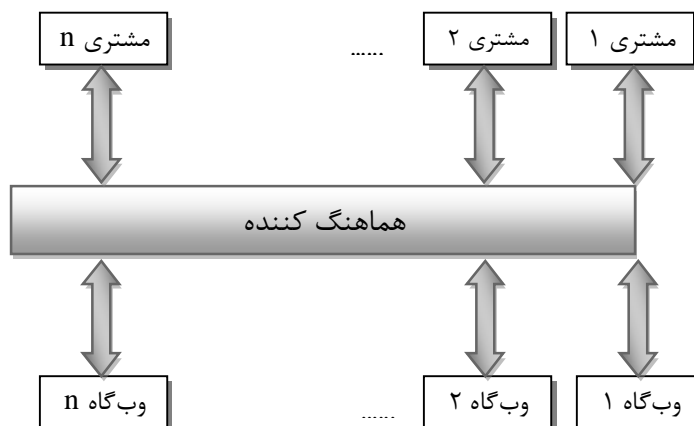 مشتری ۱
مشتری ۲
......
مشتری n
هماهنگ کننده
وب‌گاه ۱
وب‌گاه ۲
......
وب‌گاه n